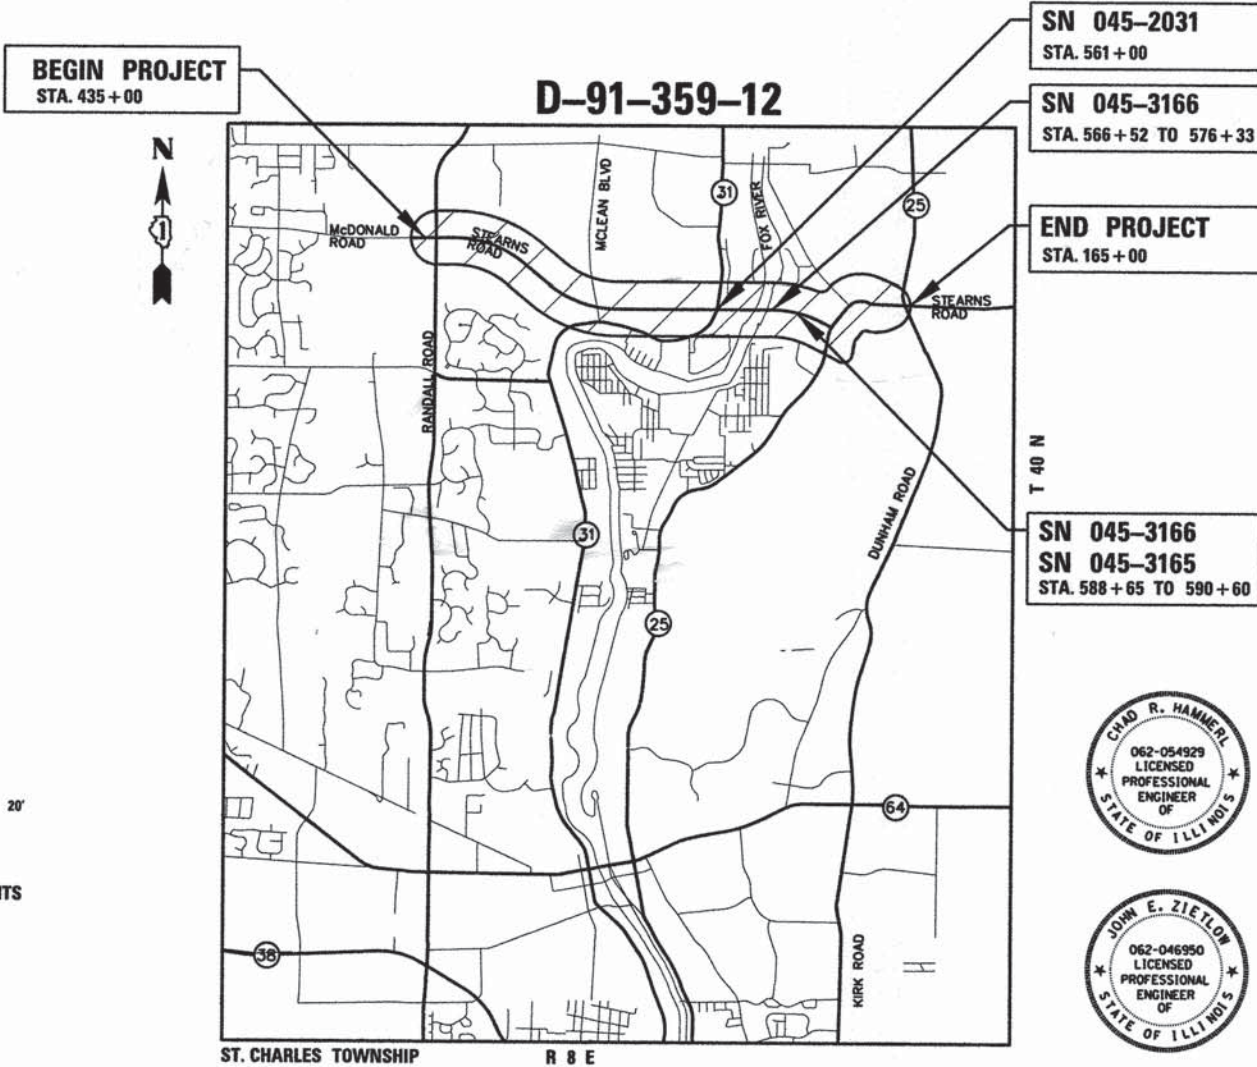 SN 045–2031
STA. 561+00
BEGIN PROJECT
STA. 435+00
D–91–359–12
SN 045–3166
STA. 566+52 TO 576+33
N
1
MCLEAN BLVD
31
FOX RIVER
25
McDONALD
ROAD
STEARNS
ROAD
END PROJECT
STA. 165+00
STEARNS
ROAD
RANDALL ROAD
T 40 N
DUNHAM ROAD
31
SN 045–3166
SN 045–3165
STA. 588+65 TO 590+60
25
CHAD R. HAMMERL
062-054929
LICENSED
PROFESSIONAL
ENGINEER
OF
STATE OF ILLINOIS
20'
64
ITS
JOHN E. ZIETLOW
062-046950
LICENSED
PROFESSIONAL
ENGINEER
OF
STATE OF ILLINOIS
38
KIRK ROAD
ST. CHARLES TOWNSHIP
R 8 E